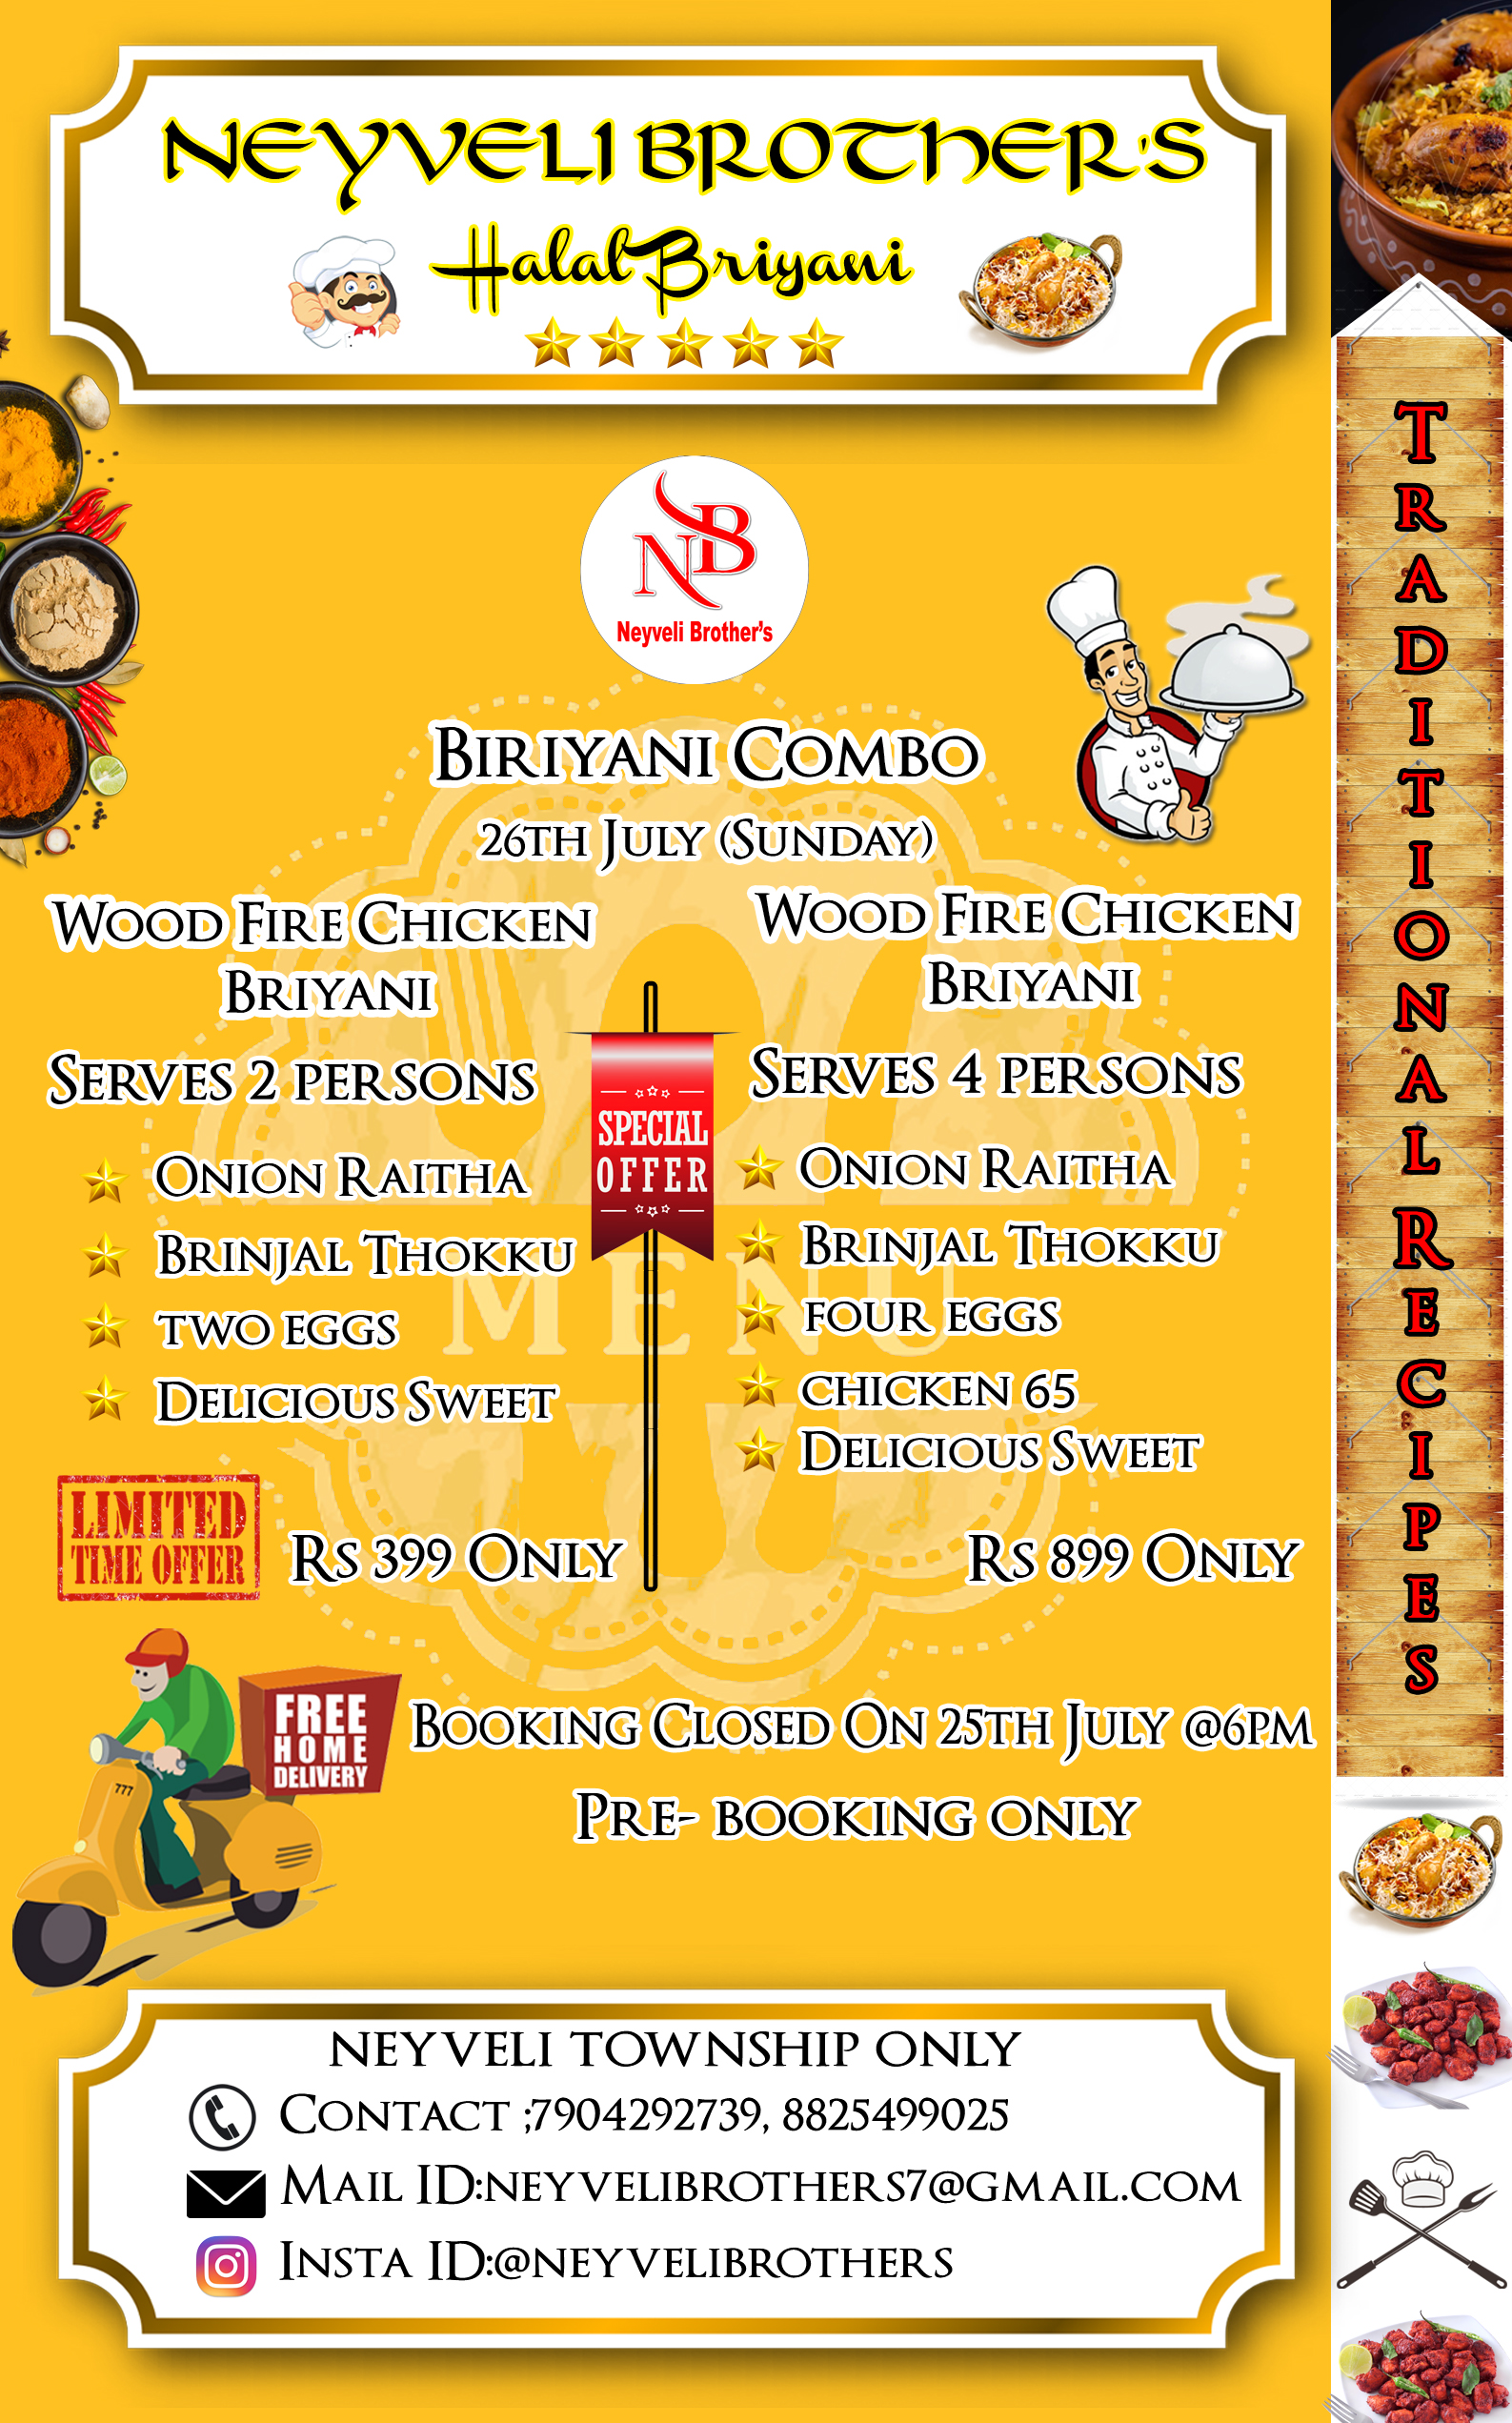 NEYVELI BROTHER'S
Halal Briyani
NB
Neyveli Brother's
BIRIYANI COMBO
26TH JULY (SUNDAY)
WOOD FIRE CHICKEN
BRIYANI
SERVES 2 PERSONS
ONION RAITHA
BRINJAL THOKKU
TWO EGGS
DELICIOUS SWEET
LIMITED
TIME OFFER
RS 399 ONLY
SPECIAL
OFFER
MENU
WOOD FIRE CHICKEN
BRIYANI
SERVES 4 PERSONS
ONION RAITHA
BRINJAL THOKKU
FOUR EGGS
CHICKEN 65
DELICIOUS SWEET
RS 899 ONLY
777
FREE
HOME
DELIVERY
BOOKING CLOSED ON 25TH JULY @6PM
PRE- BOOKING ONLY
NEYVELI TOWNSHIP ONLY
CONTACT ;7904292739, 8825499025
MAIL ID:NEYVELIBROTHERS7@GMAIL.COM
INSTA ID:@NEYVELIBROTHERS
TRADITIONAL RECIPES